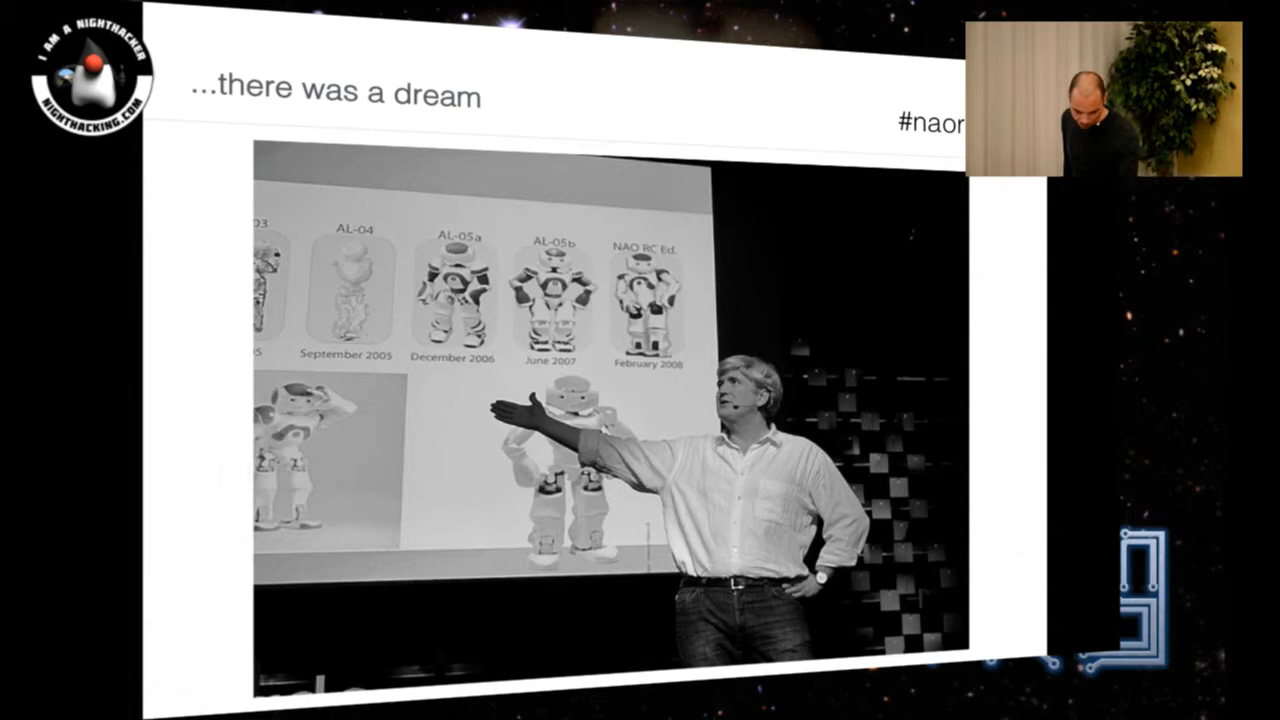 I AM A NIGHTHACKER
NIGHTHACKING.COM
...there was a dream
#naor
03
AL-04
AL-05a
AL-05b
NAO RC Ed.
September 2005
December 2006
June 2007
February 2008